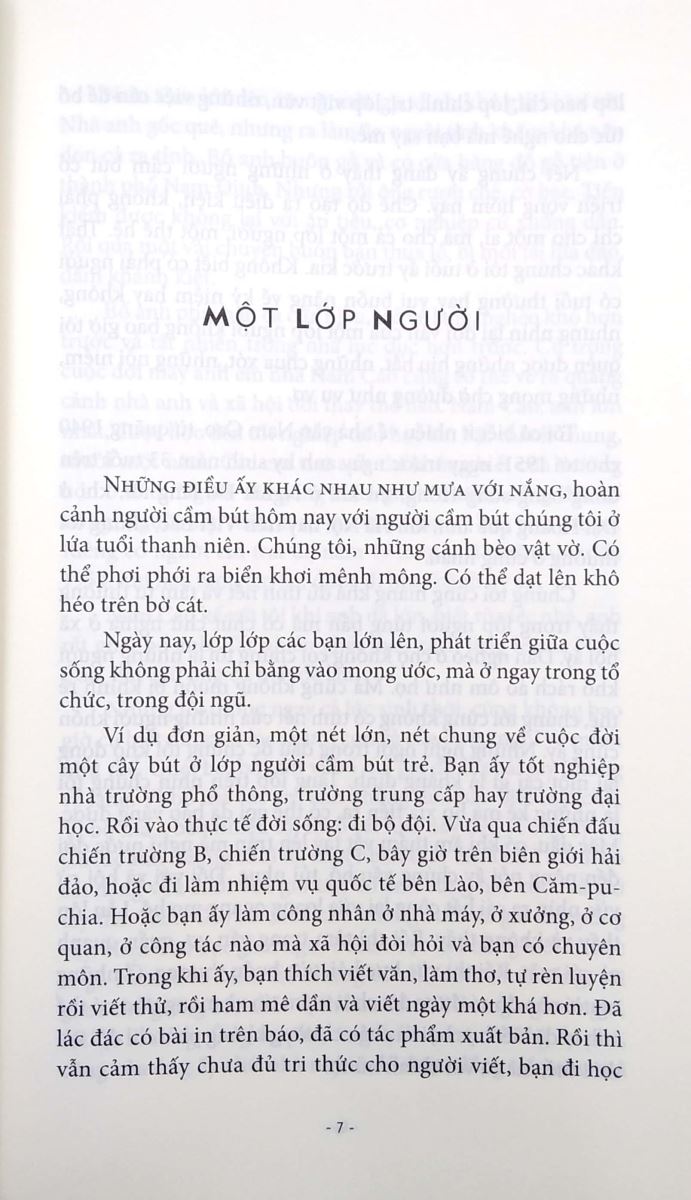 MỘT LỚP NGƯỜI
NHỮNG ĐIỀU ẤY KHÁC NHAU NHƯ MƯA VỚI NẮNG, hoàn
cảnh người cầm bút hôm nay với người cầm bút chúng tôi ở
lứa tuổi thanh niên. Chúng tôi, những cánh bèo vật vờ. Có
thể phơi phới ra biển khơi mênh mông. Có thể dạt lên khô
héo trên bờ cát.
Ngày nay, lớp lớp các bạn lớn lên, phát triển giữa cuộc
sống không phải chỉ bằng vào mong ước, mà ở ngay trong tổ
chức, trong đội ngũ.
Ví dụ đơn giản, một nét lớn, nét chung về cuộc đời
một cây bút ở lớp người cầm bút trẻ. Bạn ấy tốt nghiệp
nhà trường phổ thông, trường trung cấp hay trường đại
học. Rồi vào thực tế đời sống: đi bộ đội. Vừa qua chiến đấu
chiến trường B, chiến trường C, bây giờ trên biên giới hải
đảo, hoặc đi làm nhiệm vụ quốc tế bên Lào, bên Căm-pu-
chia. Hoặc bạn ấy làm công nhân ở nhà máy, ở xưởng, ở cơ
quan, ở công tác nào mà xã hội đòi hỏi và bạn có chuyên
môn. Trong khi ấy, bạn thích viết văn, làm thơ, tự rèn luyện
rồi viết thử, rồi ham mê dần và viết ngày một khá hơn. Đã
lác đác có bài in trên báo, đã có tác phẩm xuất bản. Rồi thì
vẫn cảm thấy chưa đủ tri thức cho người viết, bạn đi học
- 7 -